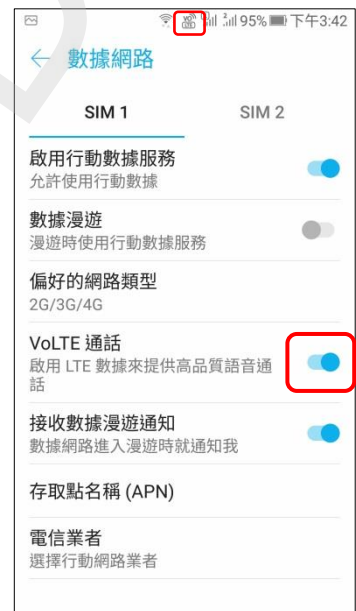 95% 下午3:42
數據網路
SIM 1 SIM 2
啟用行動數據服務
允許使用行動數據
數據漫遊
漫遊時使用行動數據服務
偏好的網路類型
2G/3G/4G
VoLTE 通話
啟用 LTE 數據來提供高品質語音通
話
接收數據漫遊通知
數據網路進入漫遊時就通知我
存取點名稱 (APN)
電信業者
選擇行動網路業者